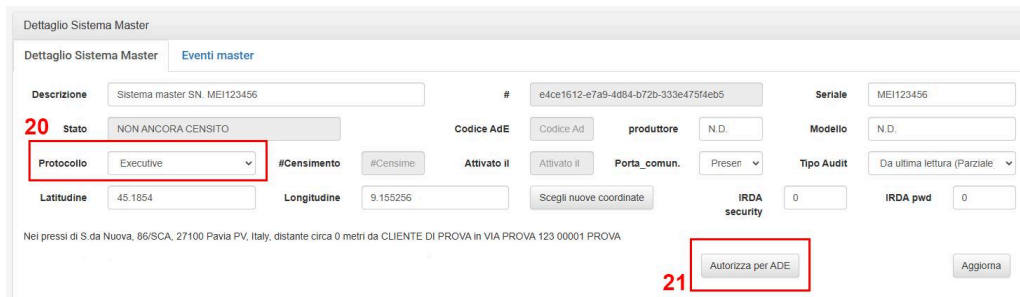 Dettaglio Sistema Master
Dettaglio Sistema Master Eventi master
Descrizione Sistema master SN. MEI123456 # e4ce1612-e7a9-4d84-b72b-333e475f4eb5 Seriale MEI123456
20 Stato NON ANCORA CENSITO Codice AdE Codice Ad produttore N.D. Modello N.D.
Protocollo Executive #Censimento #Censime Attivato il Attivato il Porta_comun. Presen Tipo Audit Da ultima lettura (Parziale
Latitudine 45.1854 Longitudine 9.155256 Scegli nuove coordinate IRDA security 0 IRDA pwd 0
Nei pressi di S.da Nuova, 86/SCA, 27100 Pavia PV, Italy, distante circa 0 metri da CLIENTE DI PROVA in VIA PROVA 123 00001 PROVA
21 Autorizza per ADE Aggiorna